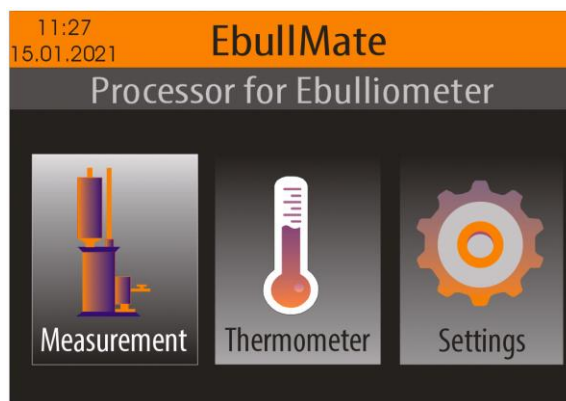 11:27
15.01.2021
EbullMate
Processor for Ebulliometer
Measurement
Thermometer
Settings